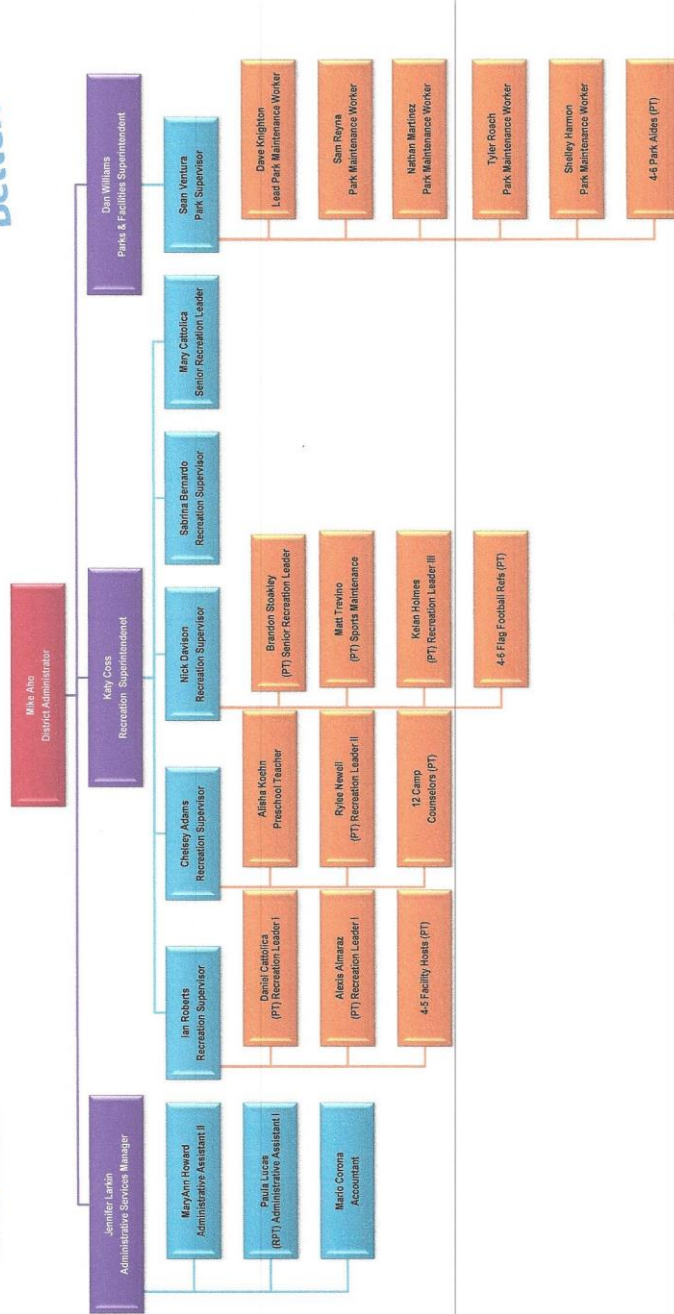 Better.
Mike Aho
District Administrator
Jennifer Larkin
Administrative Services Manager
Katy Coss
Recreation Superintendenet
Dan Williams
Parks & Facilities Superintendent
MaryAnn Howard
Administrative Assistant II
Paula Lucas
(RPT) Administrative Assistant I
Mario Corona
Accountant
Ian Roberts
Recreation Supervisor
Daniel Cattolica
(PT) Recreation Leader I
Alexis Almaraz
(PT) Recreation Leader I
4-5 Facility Hosts (PT)
Chelsey Adams
Recreation Supervisor
Alisha Koehn
Preschool Teacher
Rylee Newell
(PT) Recreation Leader II
12 Camp
Counselors (PT)
Nick Davison
Recreation Supervisor
Brandon Stoakley
(PT) Senior Recreation Leader
Matt Trevino
(PT) Sports Maintenance
Kelan Holmes
(PT) Recreation Leader III
4-6 Flag Football Refs (PT)
Sabrina Bernardo
Recreation Supervisor
Mary Cattolica
Senior Recreation Leader
Sean Ventura
Park Supervisor
Dave Knighton
Lead Park Maintenance Worker
Sam Reyna
Park Maintenance Worker
Nathan Martinez
Park Maintenance Worker
Tyler Roach
Park Maintenance Worker
Shelley Harmon
Park Maintenance Worker
4-6 Park Aides (PT)